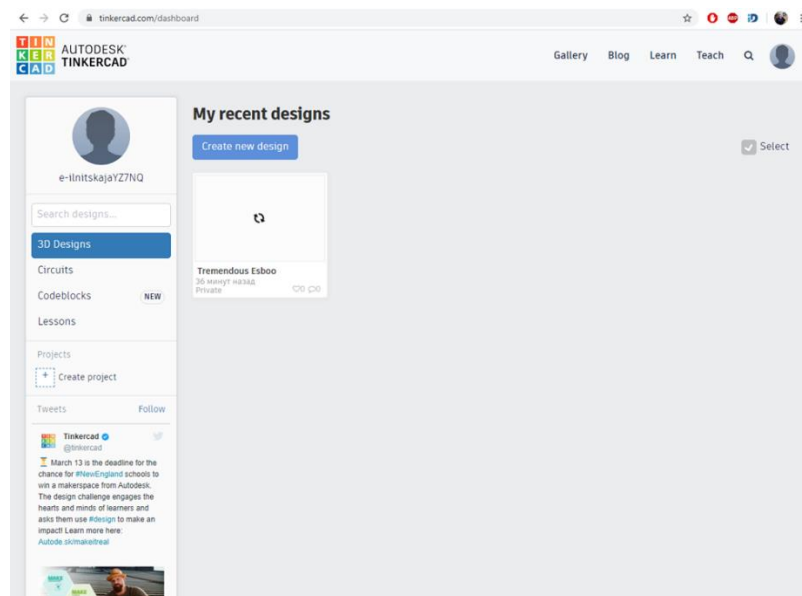 tinkercad.com/dashboard
TIN
KER
CAD
AUTODESK®
TINKERCAD®
Gallery Blog Learn Teach
e-ilnitskajaYZ7NQ
Search designs...
3D Designs
Circuits
Codeblocks NEW
Lessons
Projects
+ Create project
Tweets Follow
Tinkercad
@tinkercad
March 13 is the deadline for the
chance for #NewEngland schools to
win a makerspace from Autodesk.
The design challenge engages the
hearts and minds of learners and
asks them use #design to make an
impact! Learn more here:
Autode.sk/makeitreal
MAKE
My recent designs
Create new design
Select
Tremendous Esboo
36 минут назад
Private 0 0